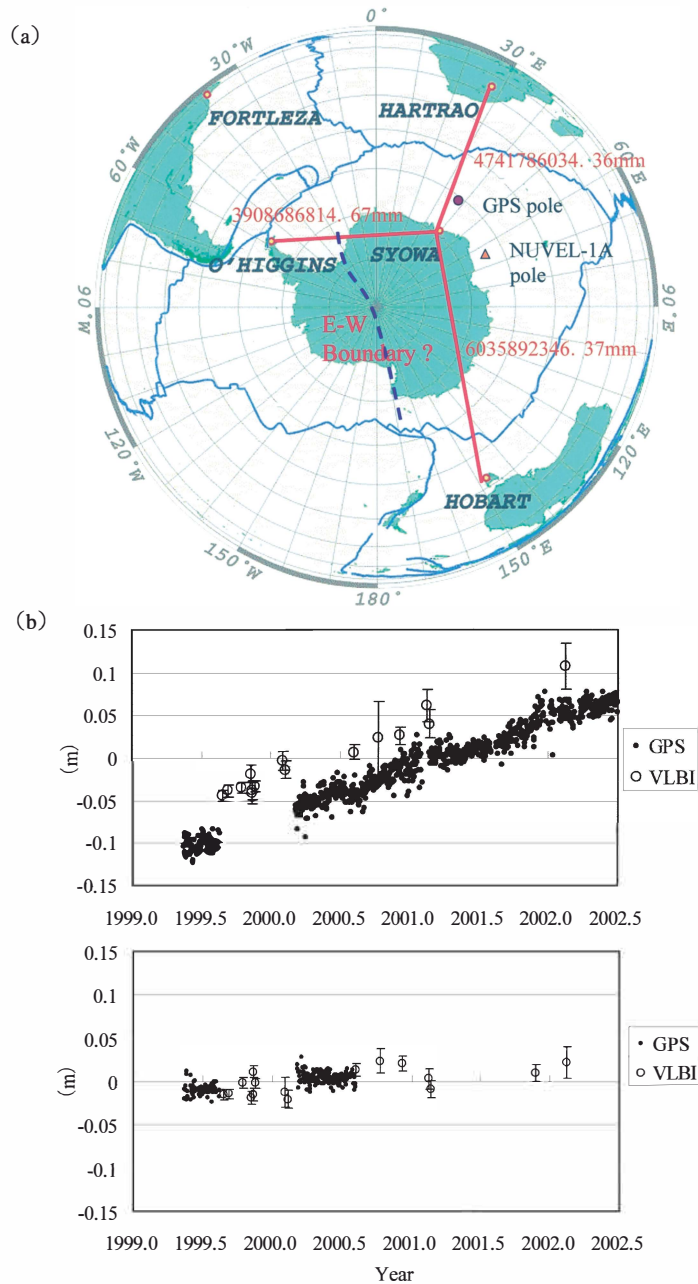 (a)
0°
30°W
30°E
HARTRAO
FORTLEZA
60°W
60°E
4741786034. 36mm
3908686814. 67mm
GPS pole
O'HIGGINS
SYOWA
NUVEL-1A
pole
90°W
90°E
E-W
Boundary ?
6035892346. 37mm
120°W
120°E
HOBART
150°W
150°E
180°
(b)
0.15
0.1
0.05
0
-0.05
-0.1
-0.15
(m)
GPS
VLBI
1999.0 1999.5 2000.0 2000.5 2001.0 2001.5 2002.0 2002.5
0.15
0.1
0.05
0
-0.05
-0.1
-0.15
(m)
GPS
VLBI
1999.0 1999.5 2000.0 2000.5 2001.0 2001.5 2002.0 2002.5
Year